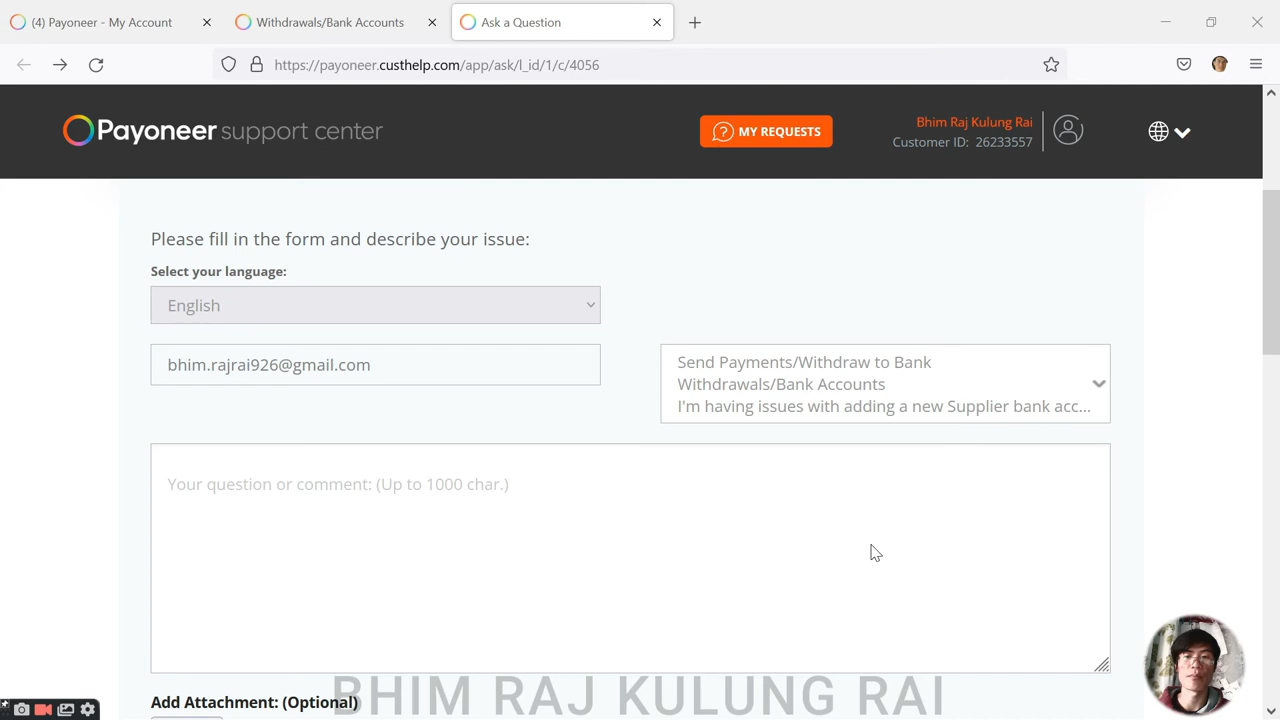 (4) Payoneer - My Account
Withdrawals/Bank Accounts
Ask a Question
https://payoneer.custhelp.com/app/ask/l_id/1/c/4056
Payoneer support center
MY REQUESTS
Bhim Raj Kulung Rai
Customer ID: 26233557
Please fill in the form and describe your issue:
Select your language:
English
bhim.rajrai926@gmail.com
Send Payments/Withdraw to Bank
Withdrawals/Bank Accounts
I'm having issues with adding a new Supplier bank acc...
Your question or comment: (Up to 1000 char.)
Add Attachment: (Optional)
BHIM RAJ KULUNG RAI